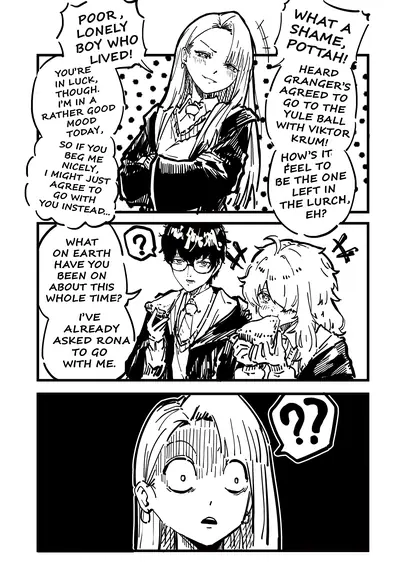 WHAT A
SHAME,
POTTAH!
HEARD
GRANGER'S
AGREED TO
GO TO THE
YULE BALL
WITH VIKTOR
KRUM!
HOW'S IT
FEEL TO
BE THE ONE
LEFT IN
THE LURCH,
EH?
POOR,
LONELY
BOY WHO
LIVED!
YOU'RE
IN LUCK,
THOUGH.
I'M IN A
RATHER GOOD
MOOD
TODAY,
SO IF YOU
BEG ME
NICELY,
I MIGHT JUST
AGREE TO
GO WITH
YOU INSTEAD...
?
WHAT
ON EARTH
HAVE YOU
BEEN ON
ABOUT THIS
WHOLE TIME?
I'VE
ALREADY
ASKED RONA
TO GO
WITH ME.
??